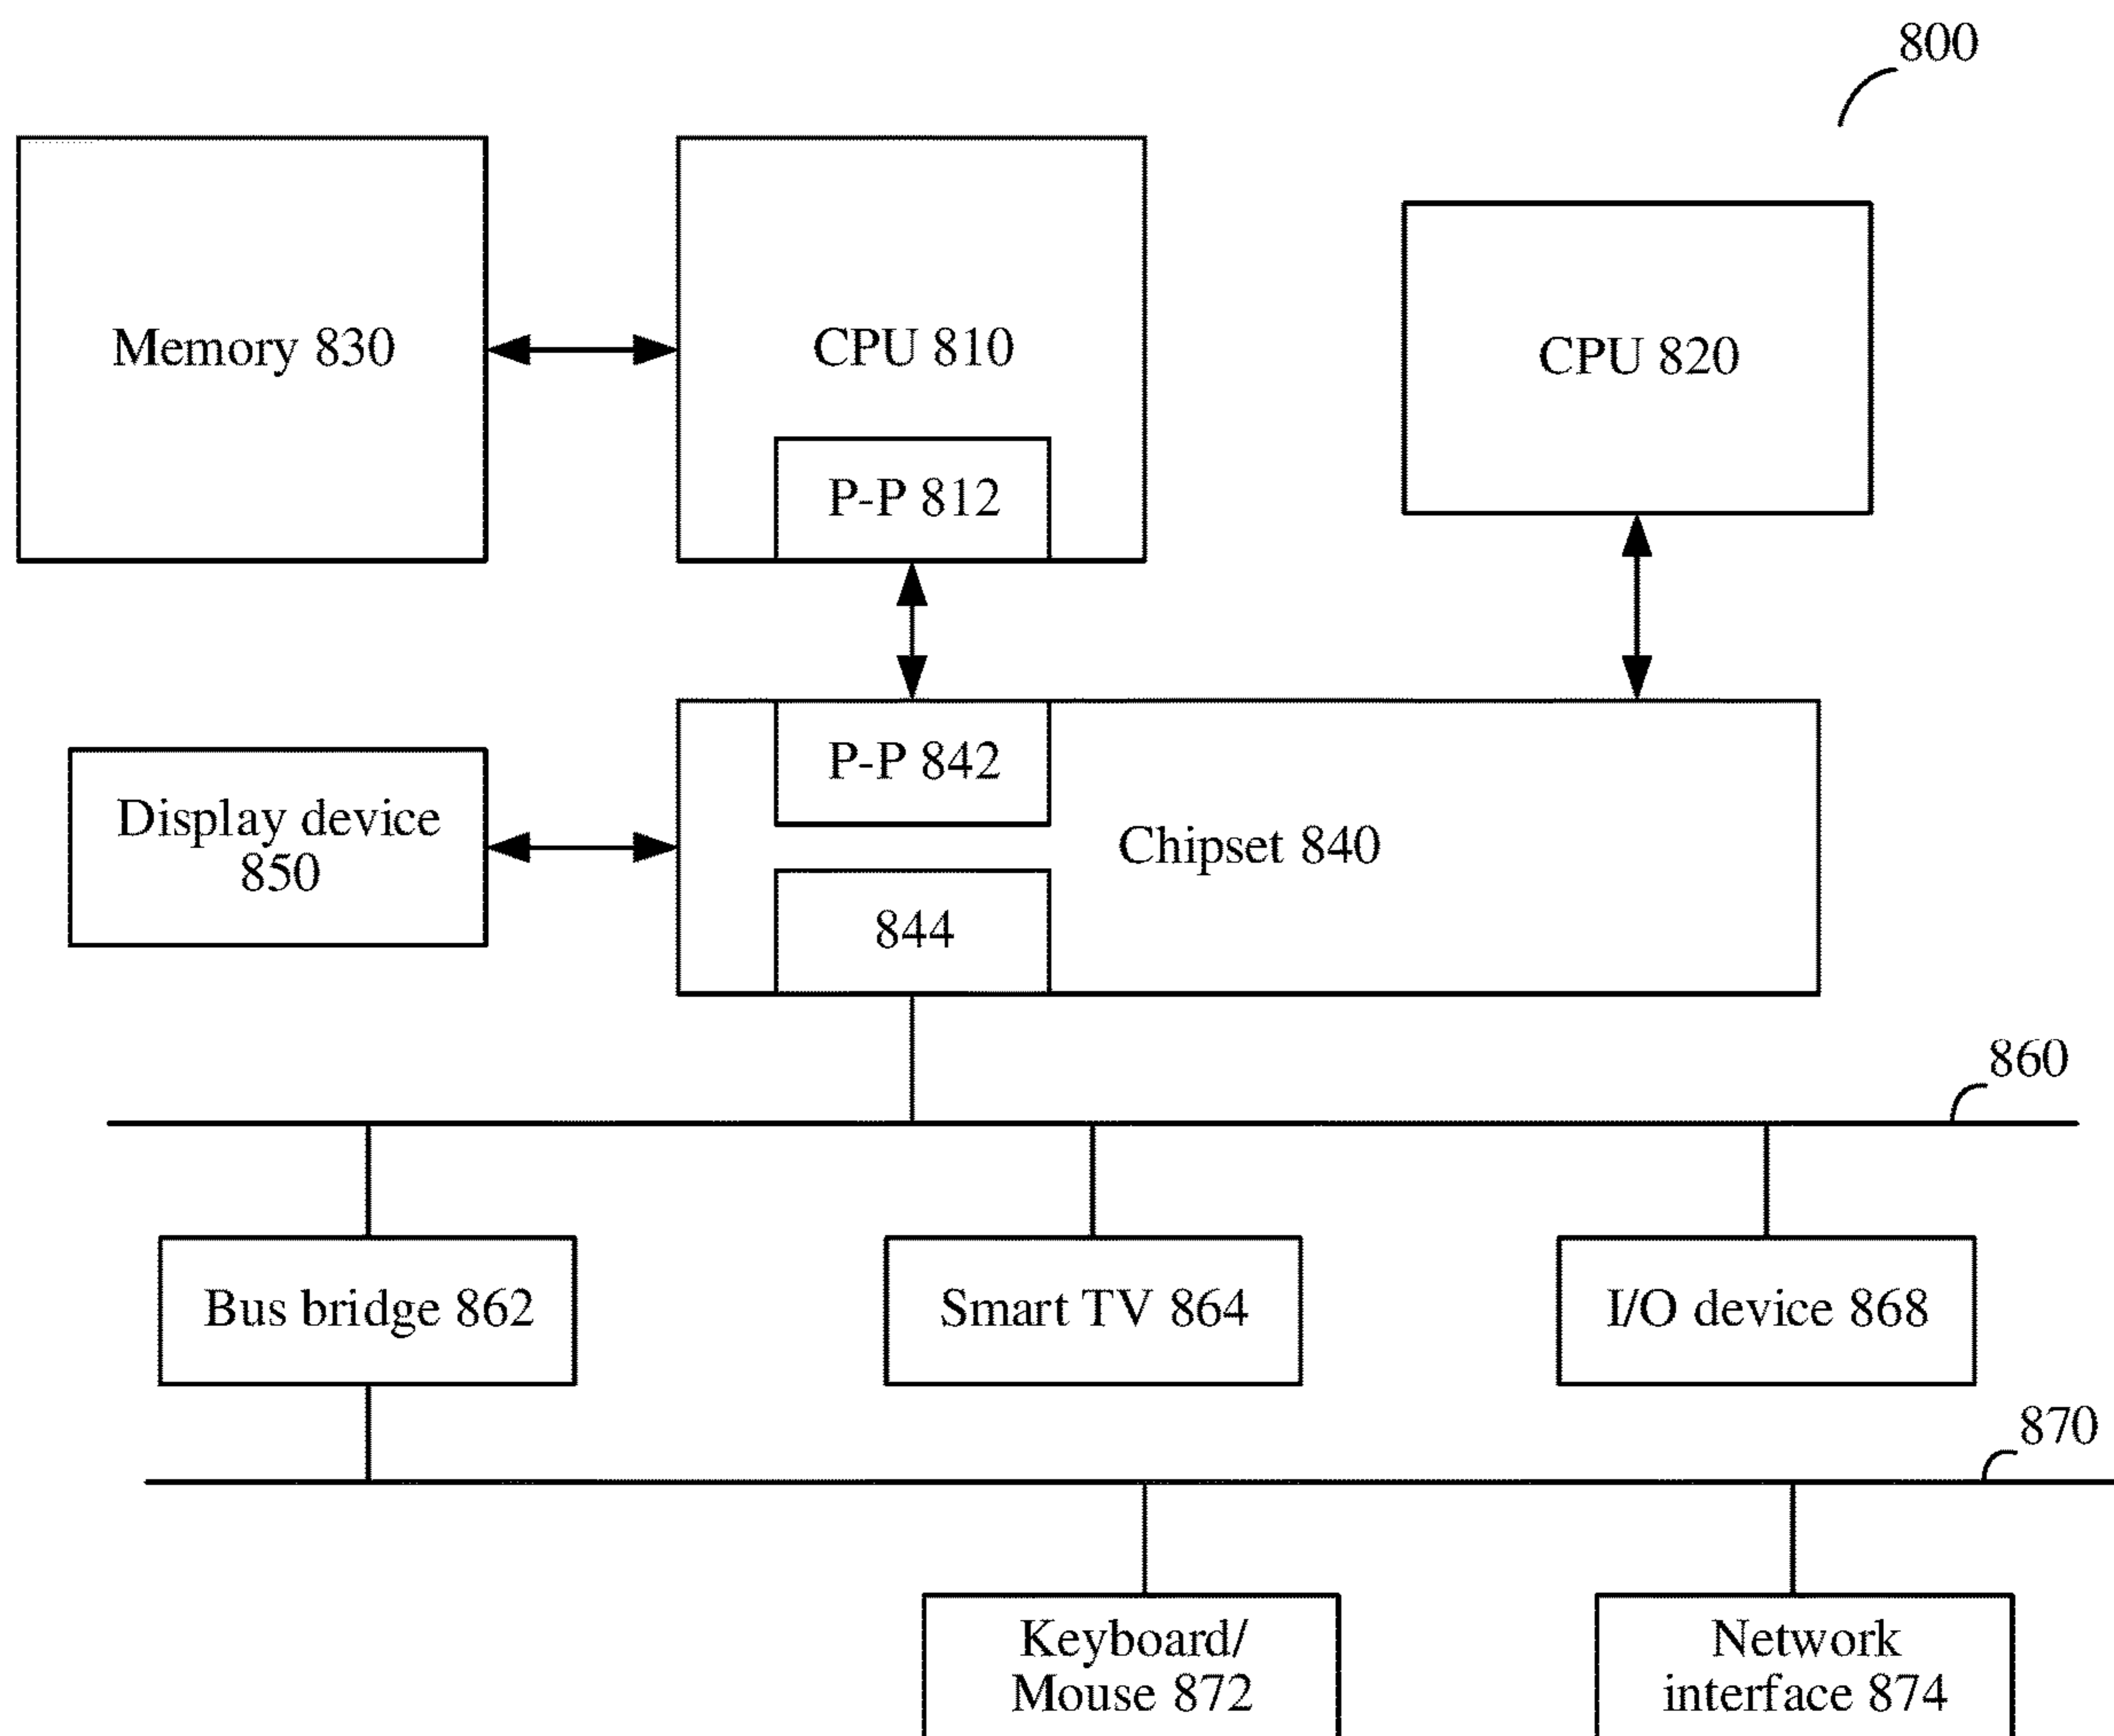 800
Memory 830
CPU 810
CPU 820
P-P 812
P-P 842
Display device
850
Chipset 840
844
860
Bus bridge 862
Smart TV 864
I/O device 868
870
Keyboard/
Mouse 872
Network
interface 874